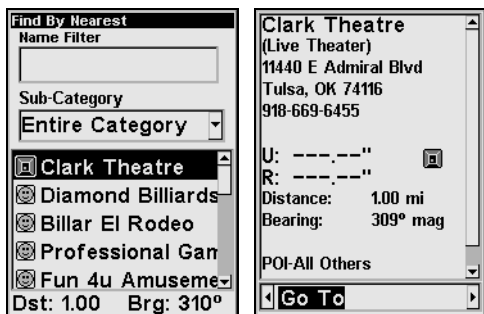 Find By Nearest
Name Filter
Sub-Category
Entire Category
Clark Theatre
Diamond Billiards
Billar El Rodeo
Professional Gam
Fun 4u Amuseme
Dst: 1.00 Brg: 310º
Clark Theatre
(Live Theater)
11440 E Admiral Blvd
Tulsa, OK 74116
918-669-6455
U: ---.--"
R: ---.--"
Distance: 1.00 mi
Bearing: 309º mag
POI-All Others
Go To